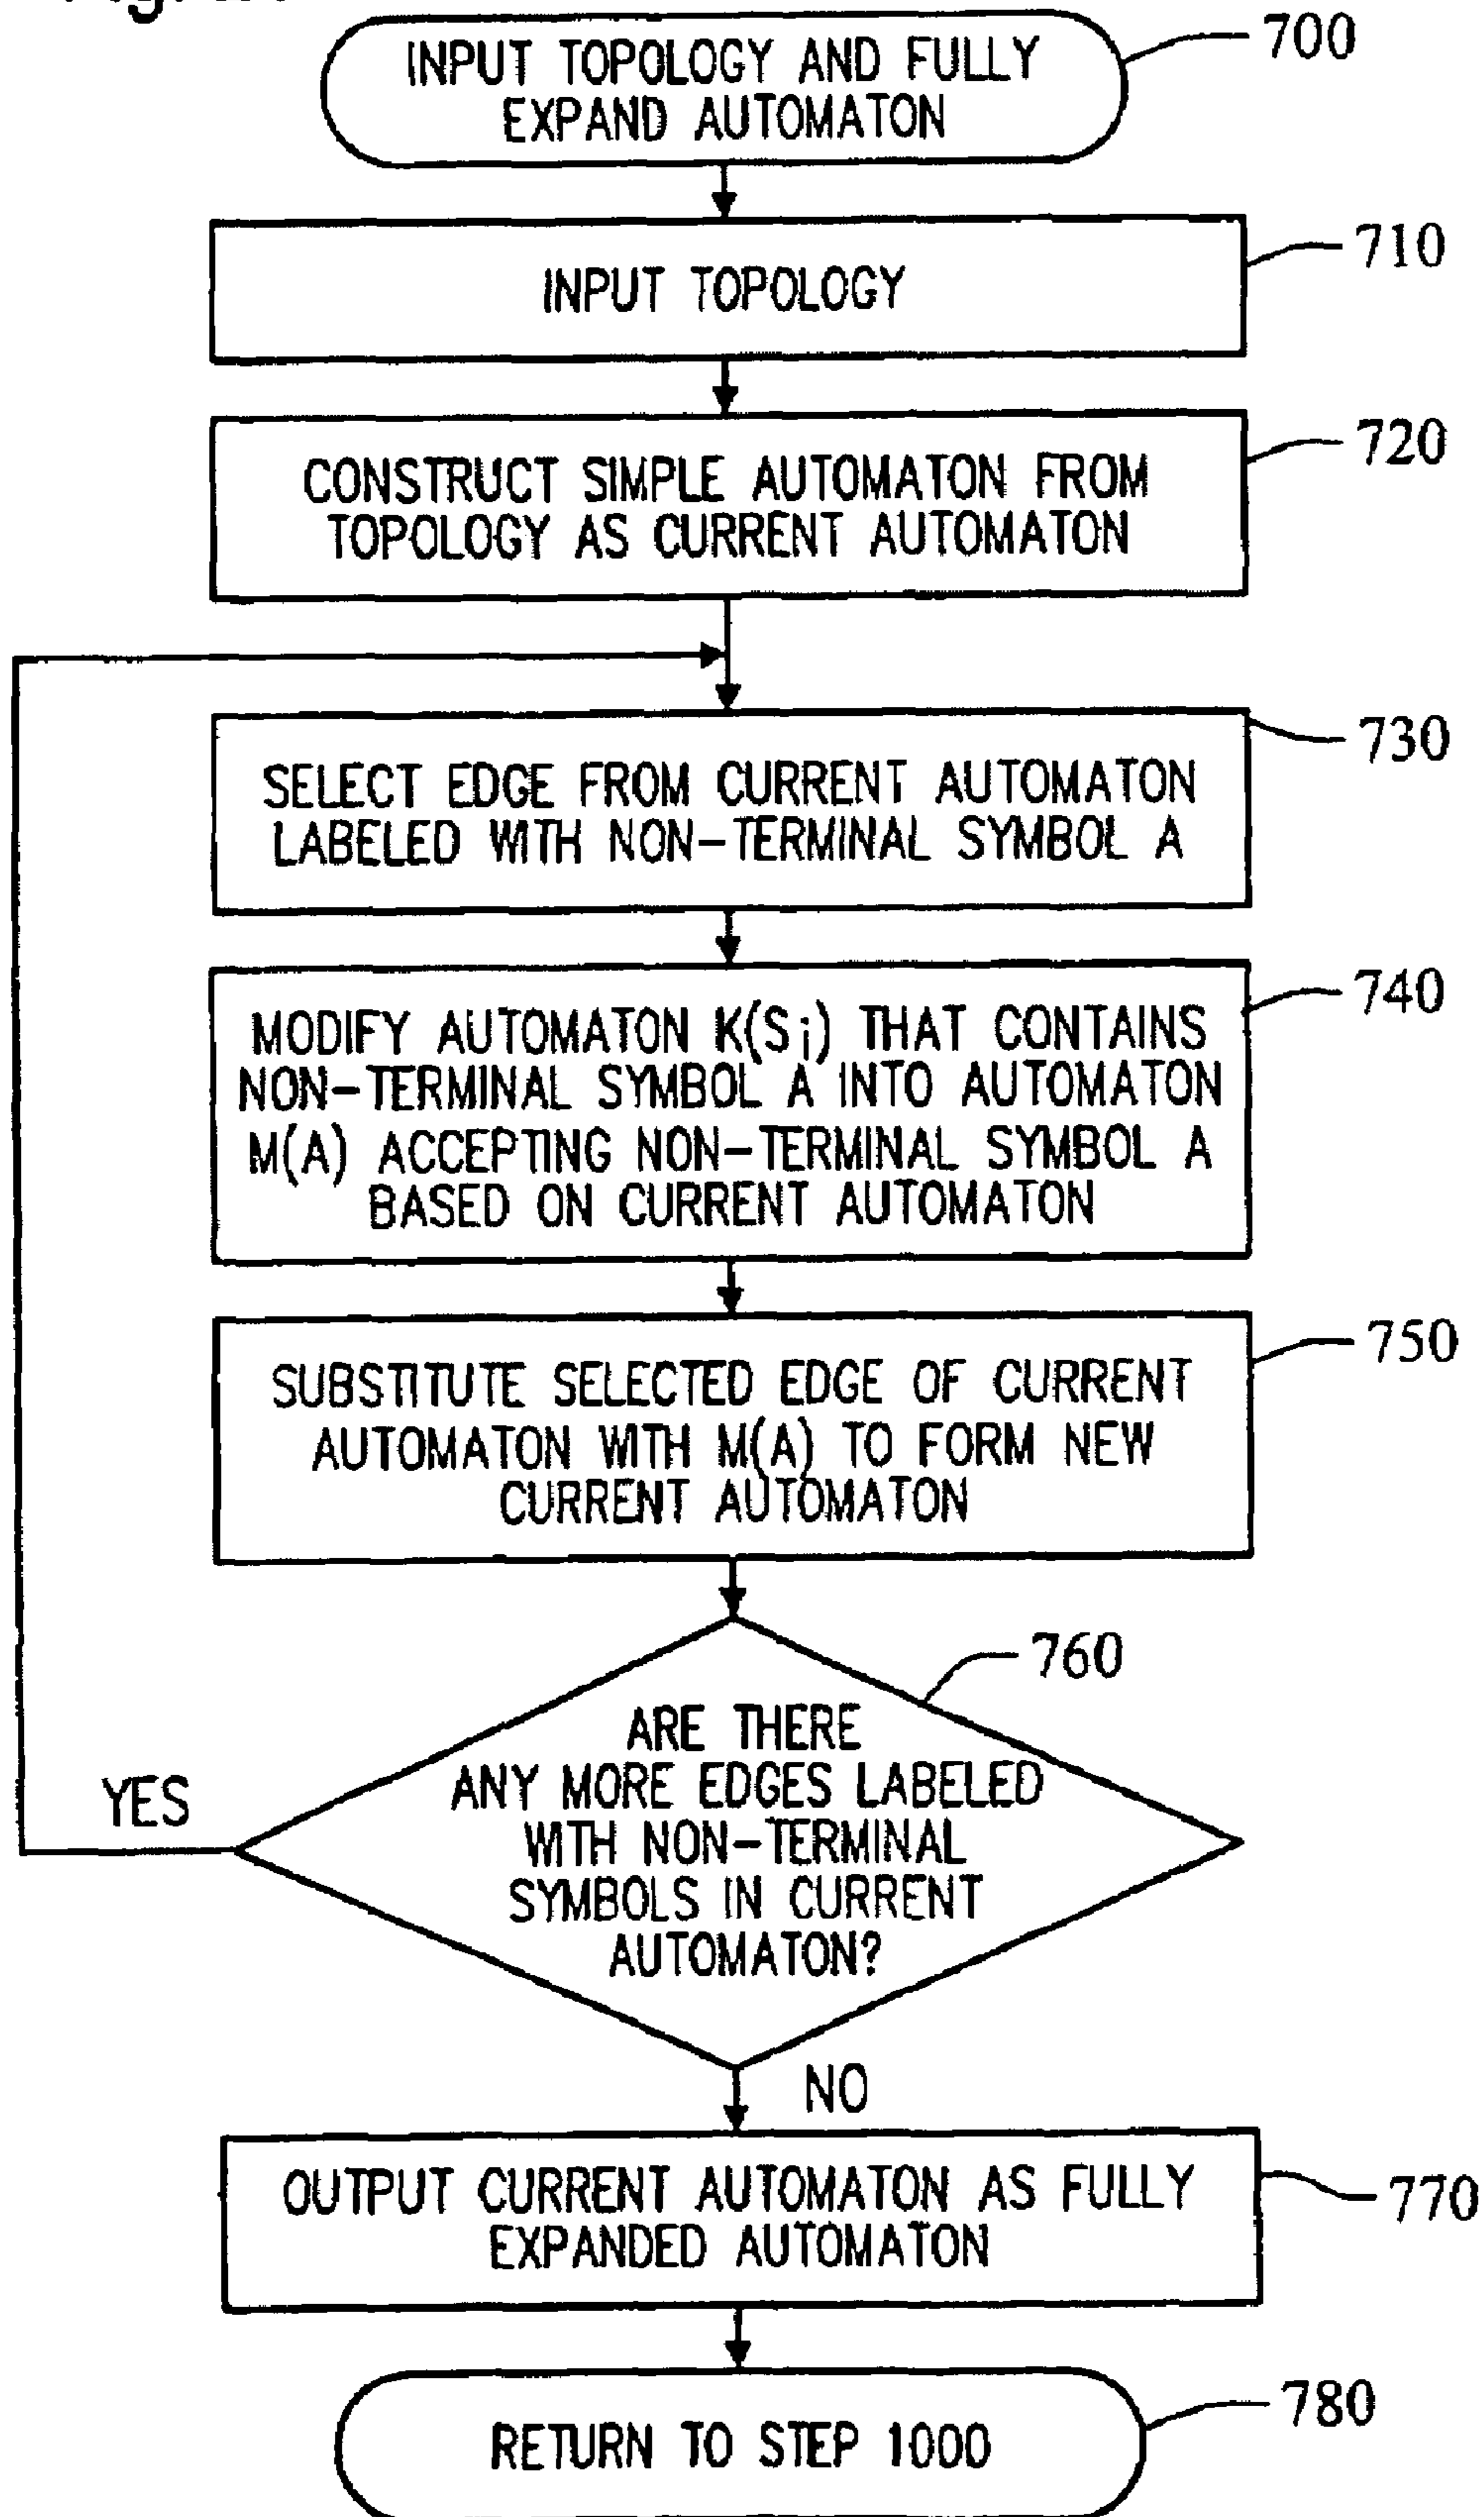 INPUT TOPOLOGY AND FULLY
EXPAND AUTOMATON
700
INPUT TOPOLOGY
710
CONSTRUCT SIMPLE AUTOMATON FROM
TOPOLOGY AS CURRENT AUTOMATON
720
SELECT EDGE FROM CURRENT AUTOMATON
LABELED WITH NON-TERMINAL SYMBOL A
730
MODIFY AUTOMATON K(Si) THAT CONTAINS
NON-TERMINAL SYMBOL A INTO AUTOMATON
M(A) ACCEPTING NON-TERMINAL SYMBOL A
BASED ON CURRENT AUTOMATON
740
SUBSTITUTE SELECTED EDGE OF CURRENT
AUTOMATON WITH M(A) TO FORM NEW
CURRENT AUTOMATON
750
760
ARE THERE
ANY MORE EDGES LABELED
WITH NON-TERMINAL
SYMBOLS IN CURRENT
AUTOMATON?
YES
NO
OUTPUT CURRENT AUTOMATON AS FULLY
EXPANDED AUTOMATON
770
RETURN TO STEP 1000
780